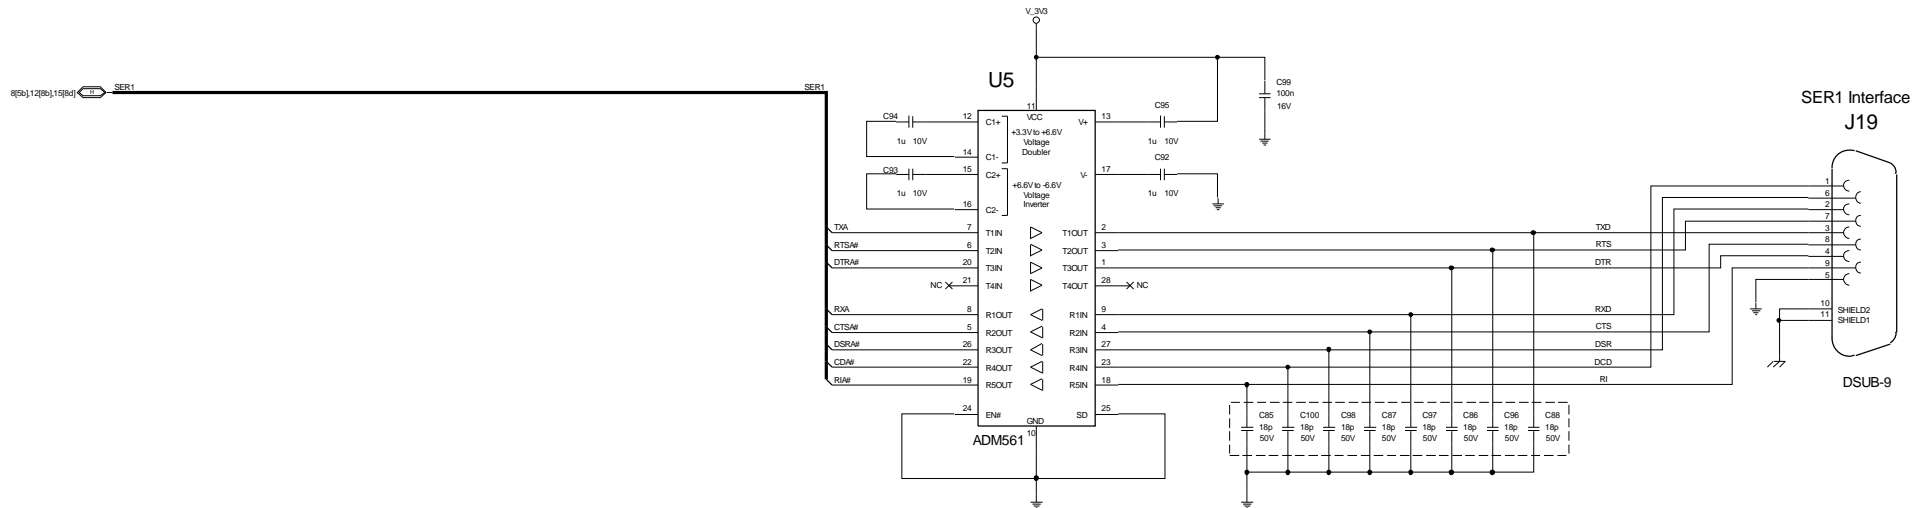 V_3V3
8[5b],12[8b],15[8d] H SER1 SER1
U5
C99
100n
16V
SER1 Interface
J19
11
VCC
C94
1u 10V
12 C1+
14 C1-
+3.3V to +6.6V
Voltage
Doubler
V+ 13
C95
1u 10V
C93
1u 10V
15 C2+
16 C2-
+6.6V to -6.6V
Voltage
Inverter
V- 17
C92
1u 10V
TXA 7 T1IN T1OUT 2 TXD
RTSA# 6 T2IN T2OUT 3 RTS
DTRA# 20 T3IN T3OUT 1 DTR
NC 21 T4IN T4OUT 28 NC
RXA 8 R1OUT R1IN 9 RXD
CTSA# 5 R2OUT R2IN 4 CTS
DSRA# 26 R3OUT R3IN 27 DSR
CDA# 22 R4OUT R4IN 23 DCD
RIA# 19 R5OUT R5IN 18 RI
24 EN# SD 25
GND
10
ADM561
1
6
2
7
3
8
4
9
5
10 SHIELD2
11 SHIELD1
DSUB-9
C85 C100 C98 C87 C97 C86 C96 C88
18p 18p 18p 18p 18p 18p 18p 18p
50V 50V 50V 50V 50V 50V 50V 50V